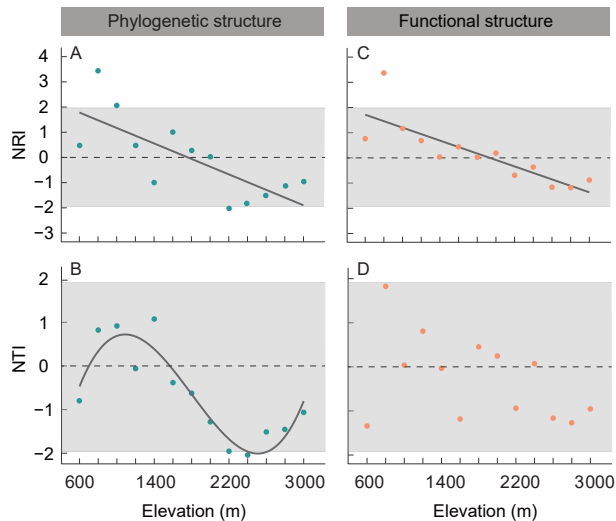 Phylogenetic structure
Functional structure
A
C
4
3
2
1
0
−1
−2
−3
NRI
B
D
2
1
0
−1
−2
NTI
600 1400 2200 3000
600 1400 2200 3000
Elevation (m)
Elevation (m)